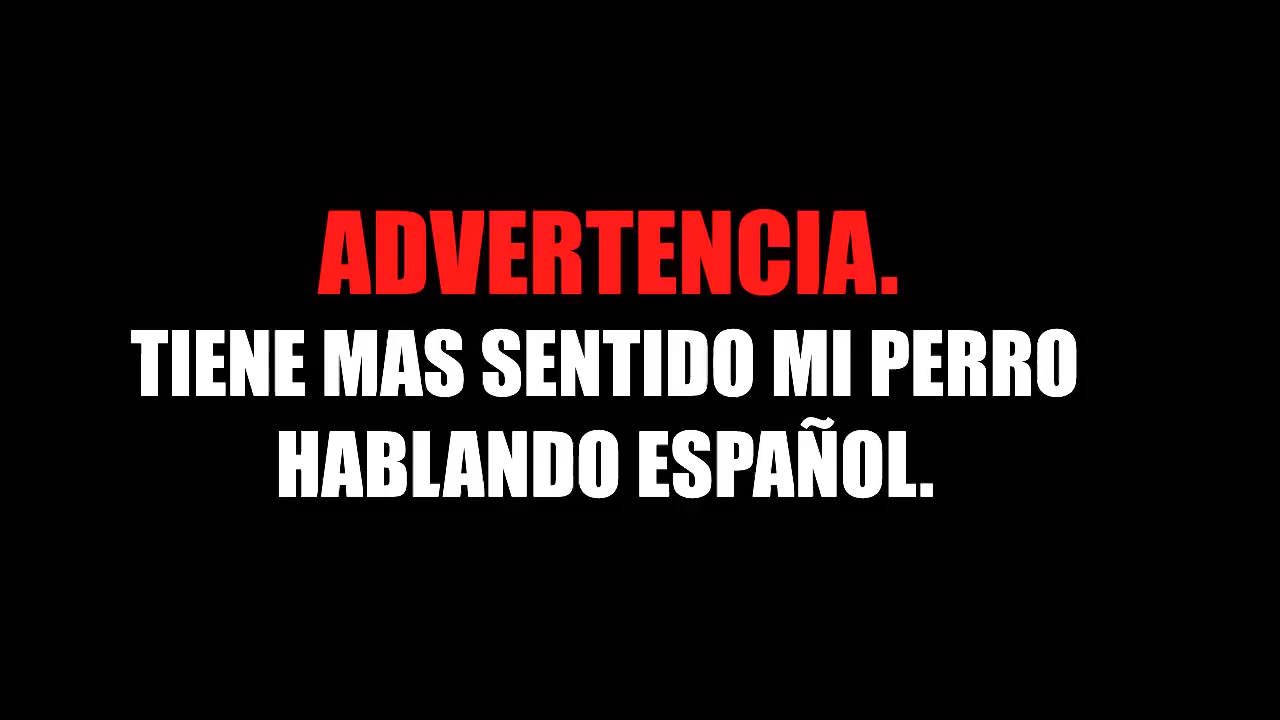 ADVERTENCIA.
TIENE MAS SENTIDO MI PERRO
HABLANDO ESPAÑOL.